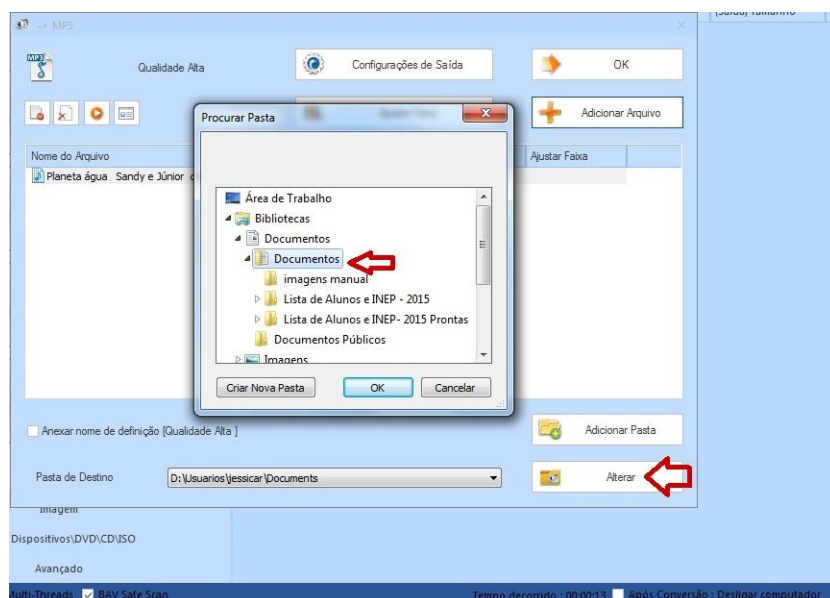 (Saída) Tamanho
-> MP3
Qualidade Alta
Configurações de Saída
OK
Procurar Pasta
Adicionar Arquivo
Nome do Arquivo
Ajustar Faixa
Planeta água Sandy e Júnior
Área de Trabalho
Bibliotecas
Documentos
Documentos
imagens manual
Lista de Alunos e INEP - 2015
Lista de Alunos e INEP- 2015 Prontas
Documentos Públicos
Imagens
Criar Nova Pasta
OK
Cancelar
Anexar nome de definição [Qualidade Alta ]
Adicionar Pasta
Pasta de Destino
D:\Usuarios\jessicar\Documents
Alterar
Imagem
Dispositivos\DVD\CD\ISO
Avançado
Multi-Threads BAV Safe Scan
Tempo decorrido : 00:00:13 Após Conversão : Desligar computador